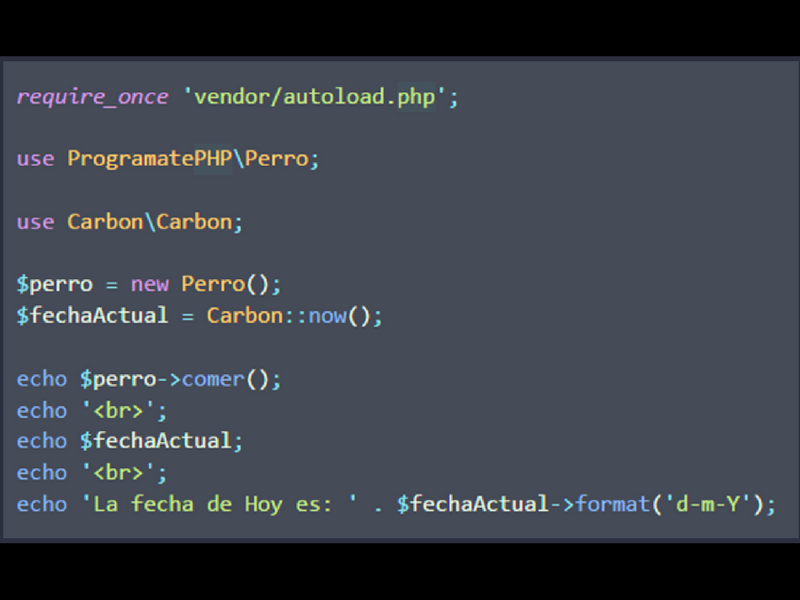 require_once 'vendor/autoload.php';
use ProgramatePHP\Perro;
use Carbon\Carbon;
$perro = new Perro();
$fechaActual = Carbon::now();
echo $perro->comer();
echo '<br>';
echo $fechaActual;
echo '<br>';
echo 'La fecha de Hoy es: ' . $fechaActual->format('d-m-Y');